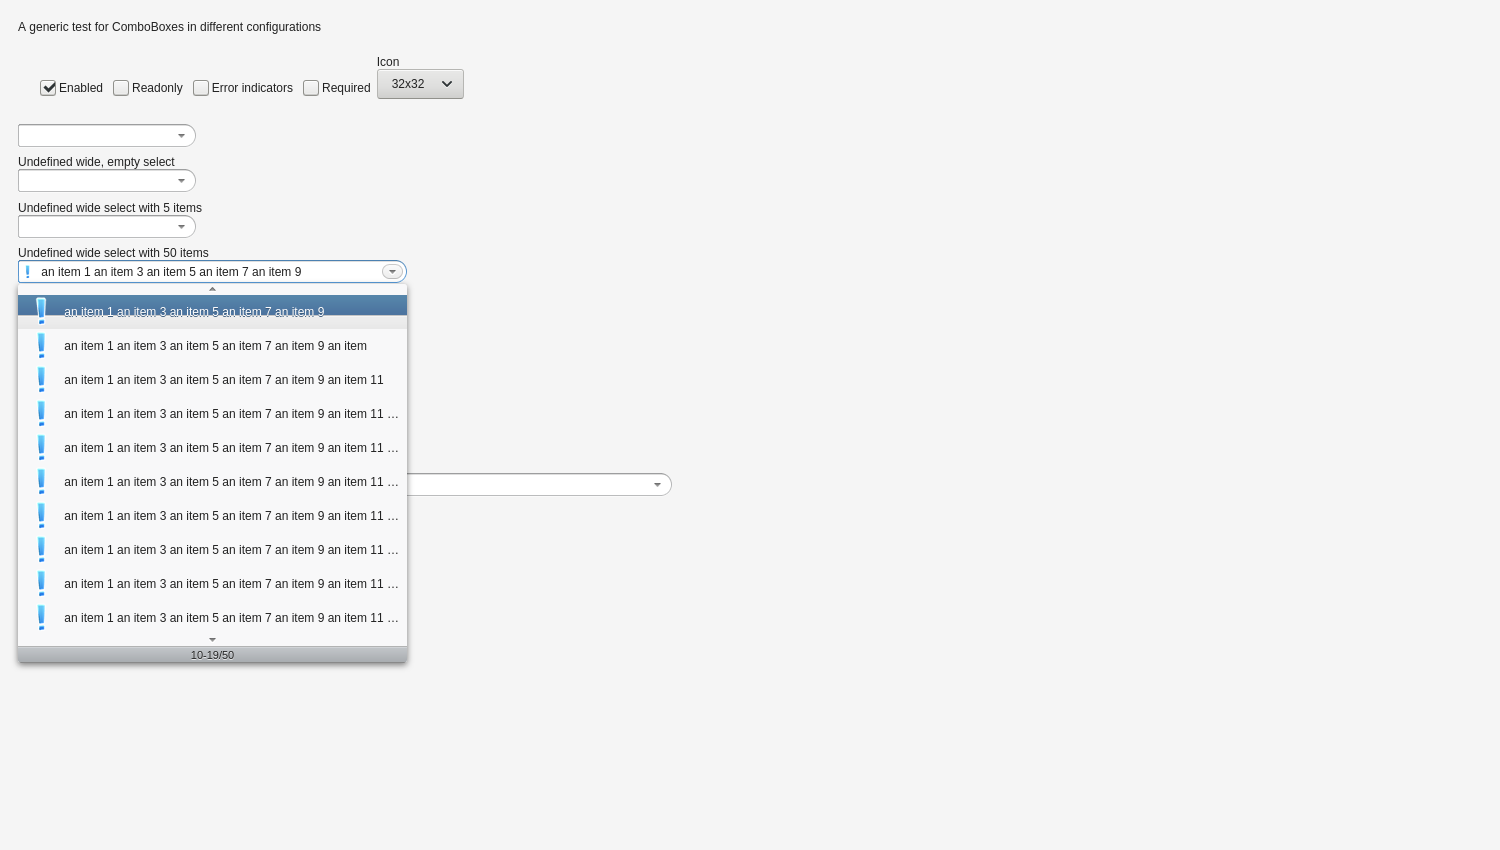 A generic test for ComboBoxes in different configurations
Icon
Enabled Readonly Error indicators Required 32x32
Undefined wide, empty select
Undefined wide select with 5 items
Undefined wide select with 50 items
an item 1 an item 3 an item 5 an item 7 an item 9
an item 1 an item 3 an item 5 an item 7 an item 9
an item 1 an item 3 an item 5 an item 7 an item 9 an item
an item 1 an item 3 an item 5 an item 7 an item 9 an item 11
an item 1 an item 3 an item 5 an item 7 an item 9 an item 11 ...
an item 1 an item 3 an item 5 an item 7 an item 9 an item 11 ...
an item 1 an item 3 an item 5 an item 7 an item 9 an item 11 ...
an item 1 an item 3 an item 5 an item 7 an item 9 an item 11 ...
an item 1 an item 3 an item 5 an item 7 an item 9 an item 11 ...
an item 1 an item 3 an item 5 an item 7 an item 9 an item 11 ...
an item 1 an item 3 an item 5 an item 7 an item 9 an item 11 ...
10-19/50